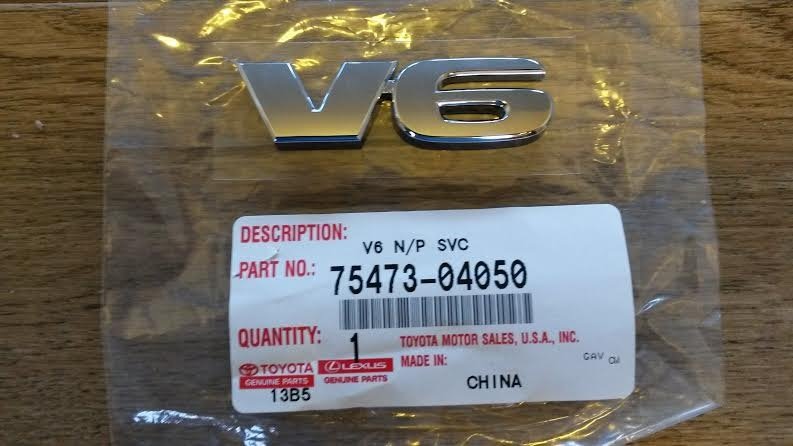 V6
DESCRIPTION:
V6 N/P SVC
PART NO.: 75473-04050
QUANTITY: 1
TOYOTA MOTOR SALES, U.S.A., INC.
TOYOTA LEXUS MADE IN:
GENUINE PARTS GENUINE PARTS
CHINA
13B5